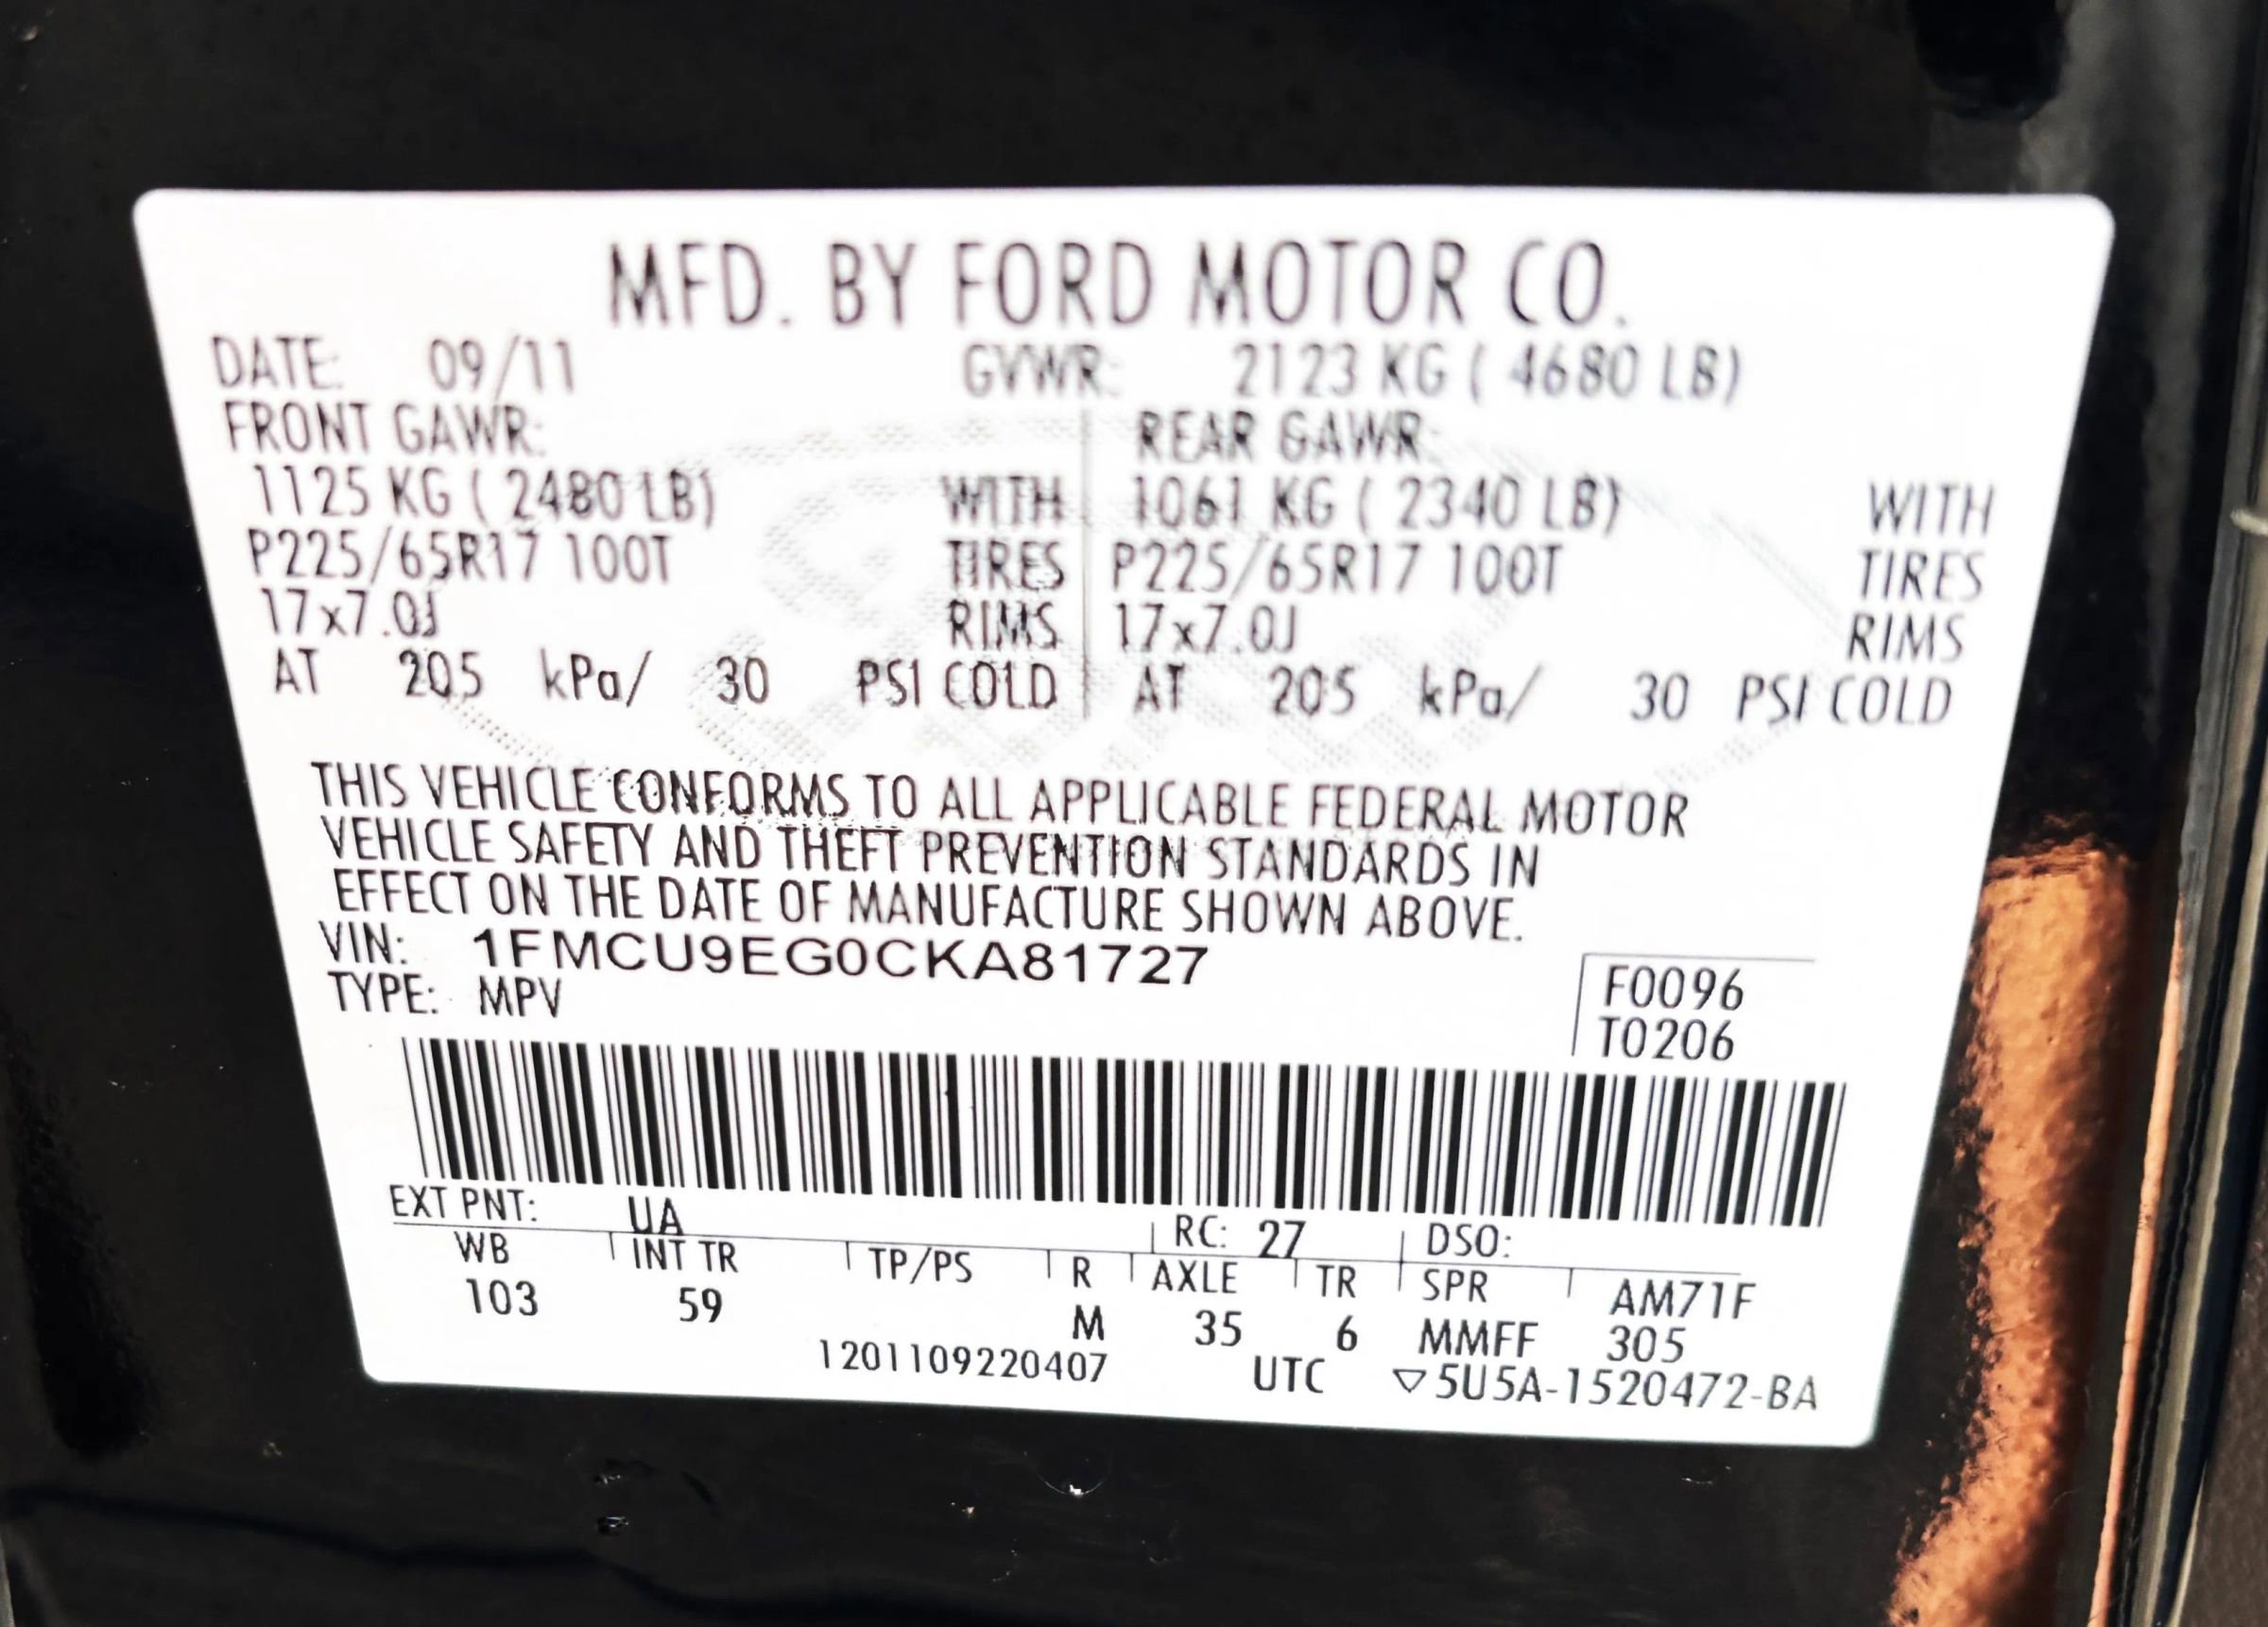 MFD. BY FORD MOTOR CO.
DATE: 09/11 GVWR: 2123 KG ( 4680 LB)
FRONT GAWR: REAR GAWR:
1125 KG ( 2480 LB) WITH 1061 KG ( 2340 LB) WITH
P225/65R17 100T TIRES P225/65R17 100T TIRES
17x7.0J RIMS 17x7.0J RIMS
AT 205 kPa/ 30 PSI COLD AT 205 kPa/ 30 PSI COLD
THIS VEHICLE CONFORMS TO ALL APPLICABLE FEDERAL MOTOR
VEHICLE SAFETY AND THEFT PREVENTION STANDARDS IN
EFFECT ON THE DATE OF MANUFACTURE SHOWN ABOVE.
VIN: 1FMCU9EG0CKA81727
TYPE: MPV
F0096
T0206
EXT PNT: UA RC: 27 DSO:
WB INT TR TP/PS R AXLE TR SPR AM71F
103 59 M 35 6 MMFF 305
1201109220407 UTC ▽5U5A-1520472-BA